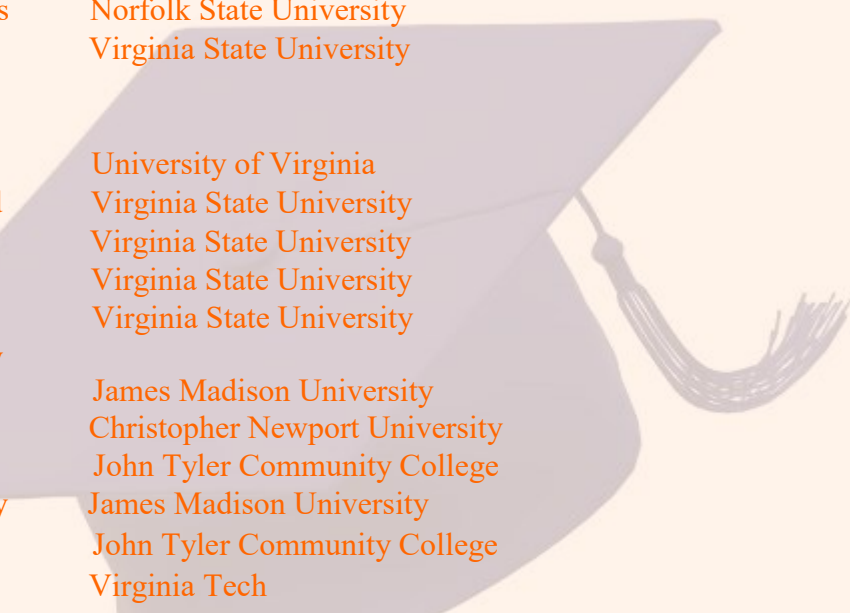 Norfolk State University
Virginia State University
University of Virginia
Virginia State University
Virginia State University
Virginia State University
Virginia State University
James Madison University
Christopher Newport University
John Tyler Community College
James Madison University
John Tyler Community College
Virginia Tech